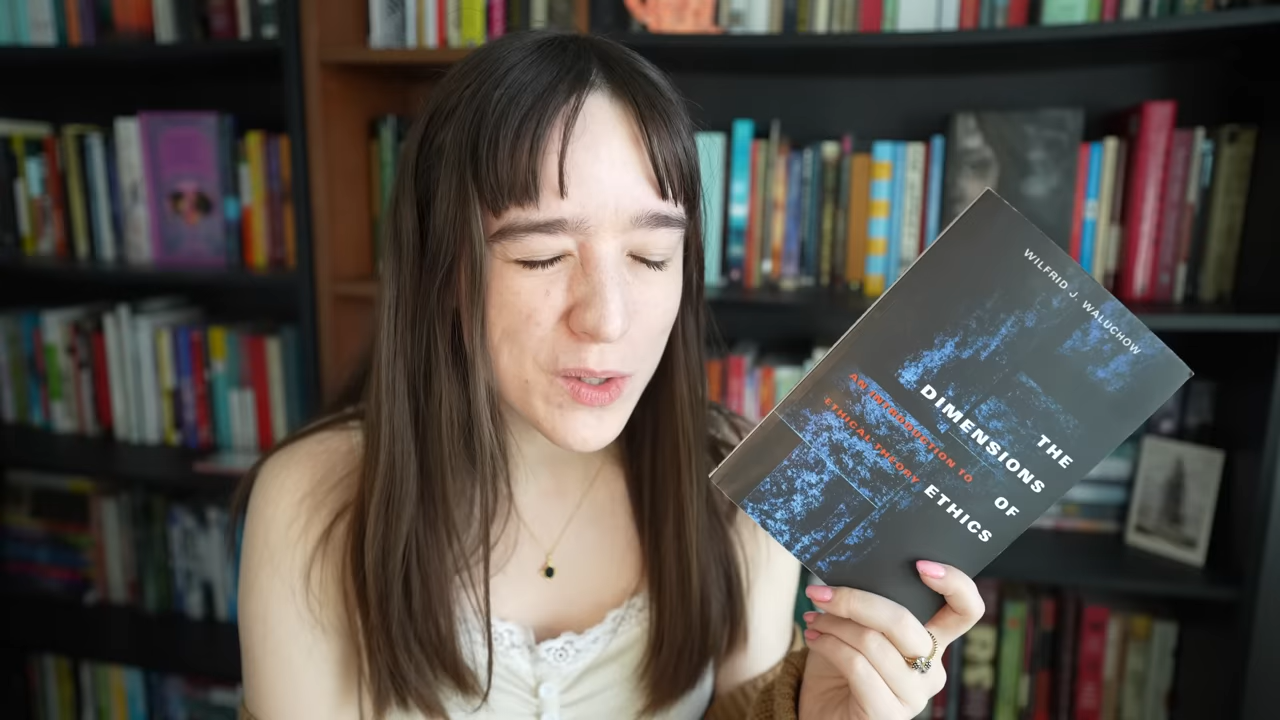 WILFRID J. WALUCHOW
THE
DIMENSIONS
OF
ETHICS
AN INTRODUCTION TO
ETHICAL THEORY